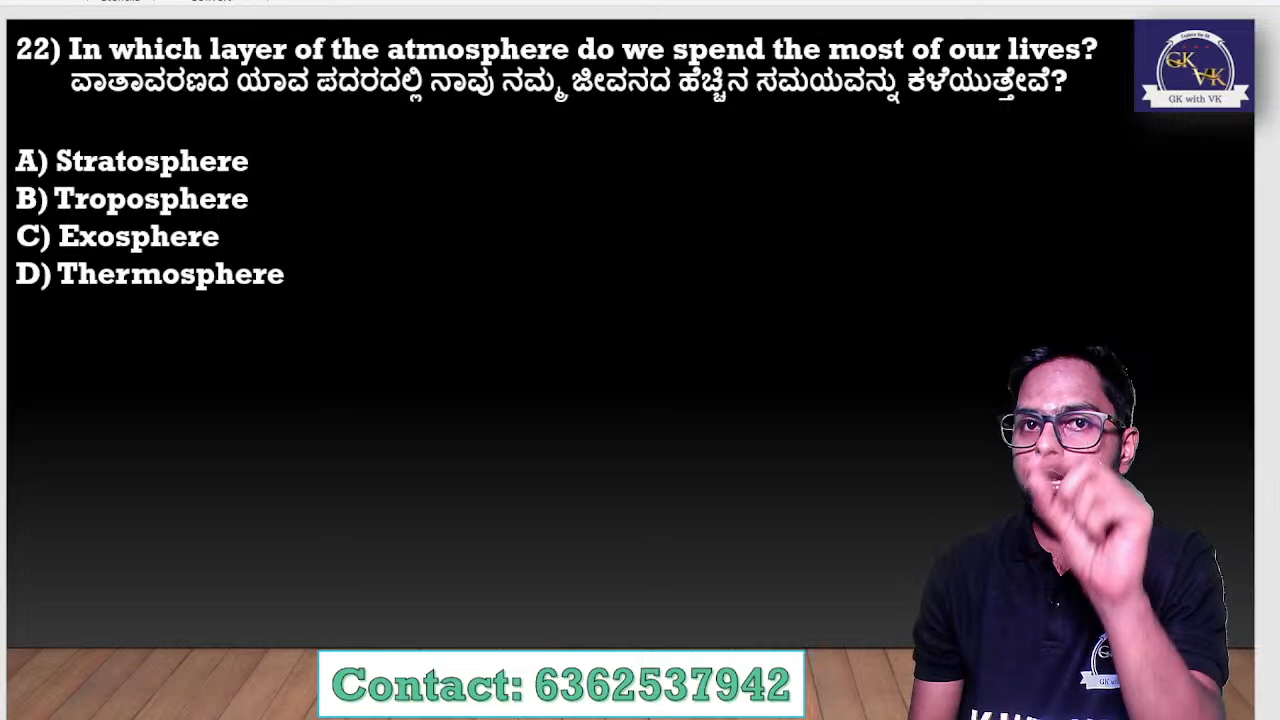 22) In which layer of the atmosphere do we spend the most of our lives?
ವಾತಾವರಣದ ಯಾವ ಪದರದಲ್ಲಿ ನಾವು ನಮ್ಮ ಜೀವನದ ಹೆಚ್ಚಿನ ಸಮಯವನ್ನು ಕಳೆಯುತ್ತೇವೆ?
GK
VK
GK with VK
A) Stratosphere
B) Troposphere
C) Exosphere
D) Thermosphere
Contact: 6362537942